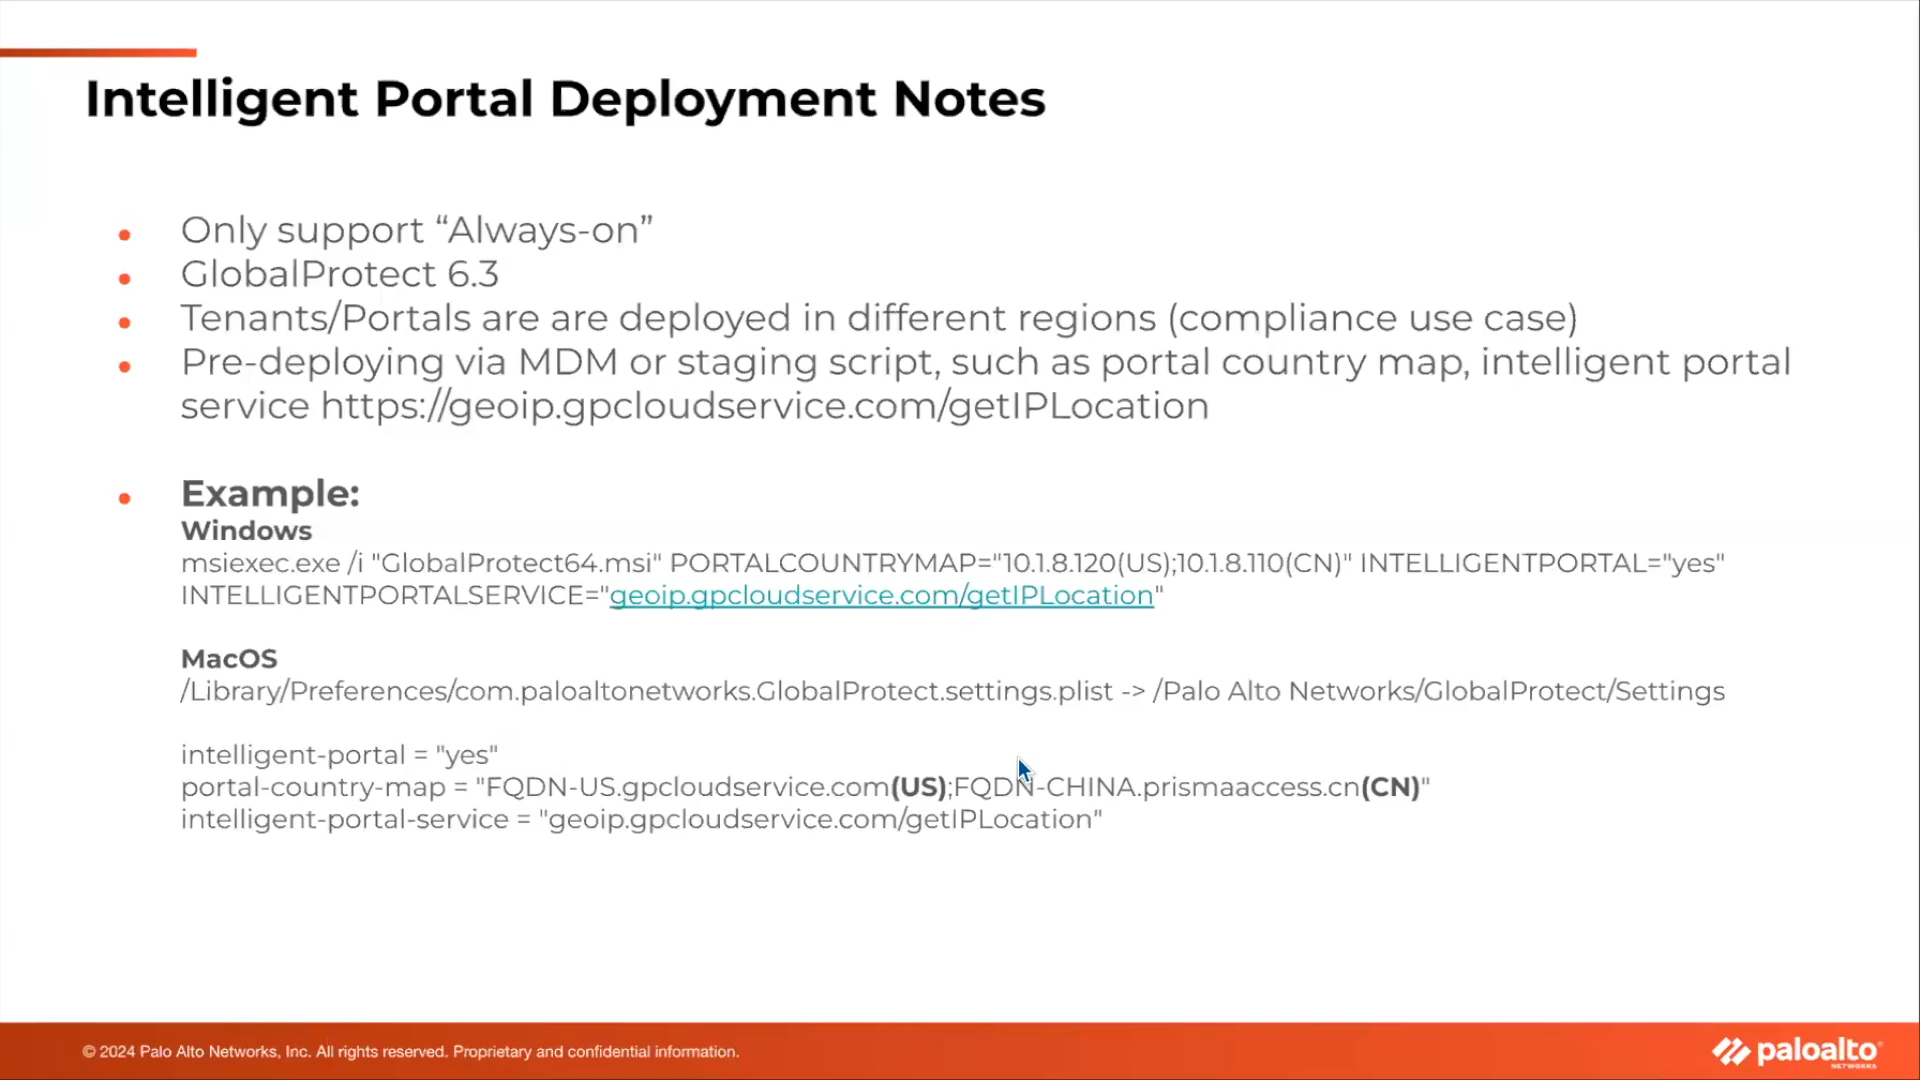 Intelligent Portal Deployment Notes
• Only support “Always-on”
• GlobalProtect 6.3
• Tenants/Portals are are deployed in different regions (compliance use case)
• Pre-deploying via MDM or staging script, such as portal country map, intelligent portal
service https://geoip.gpcloudservice.com/getIPLocation
• Example:
Windows
msiexec.exe /i "GlobalProtect64.msi" PORTALCOUNTRYMAP="10.1.8.120(US);10.1.8.110(CN)" INTELLIGENTPORTAL="yes"
INTELLIGENTPORTALSERVICE="geoip.gpcloudservice.com/getIPLocation"
MacOS
/Library/Preferences/com.paloaltonetworks.GlobalProtect.settings.plist -> /Palo Alto Networks/GlobalProtect/Settings
intelligent-portal = "yes"
portal-country-map = "FQDN-US.gpcloudservice.com(US);FQDN-CHINA.prismaaccess.cn(CN)"
intelligent-portal-service = "geoip.gpcloudservice.com/getIPLocation"
© 2024 Palo Alto Networks, Inc. All rights reserved. Proprietary and confidential information.
paloalto
NETWORKS